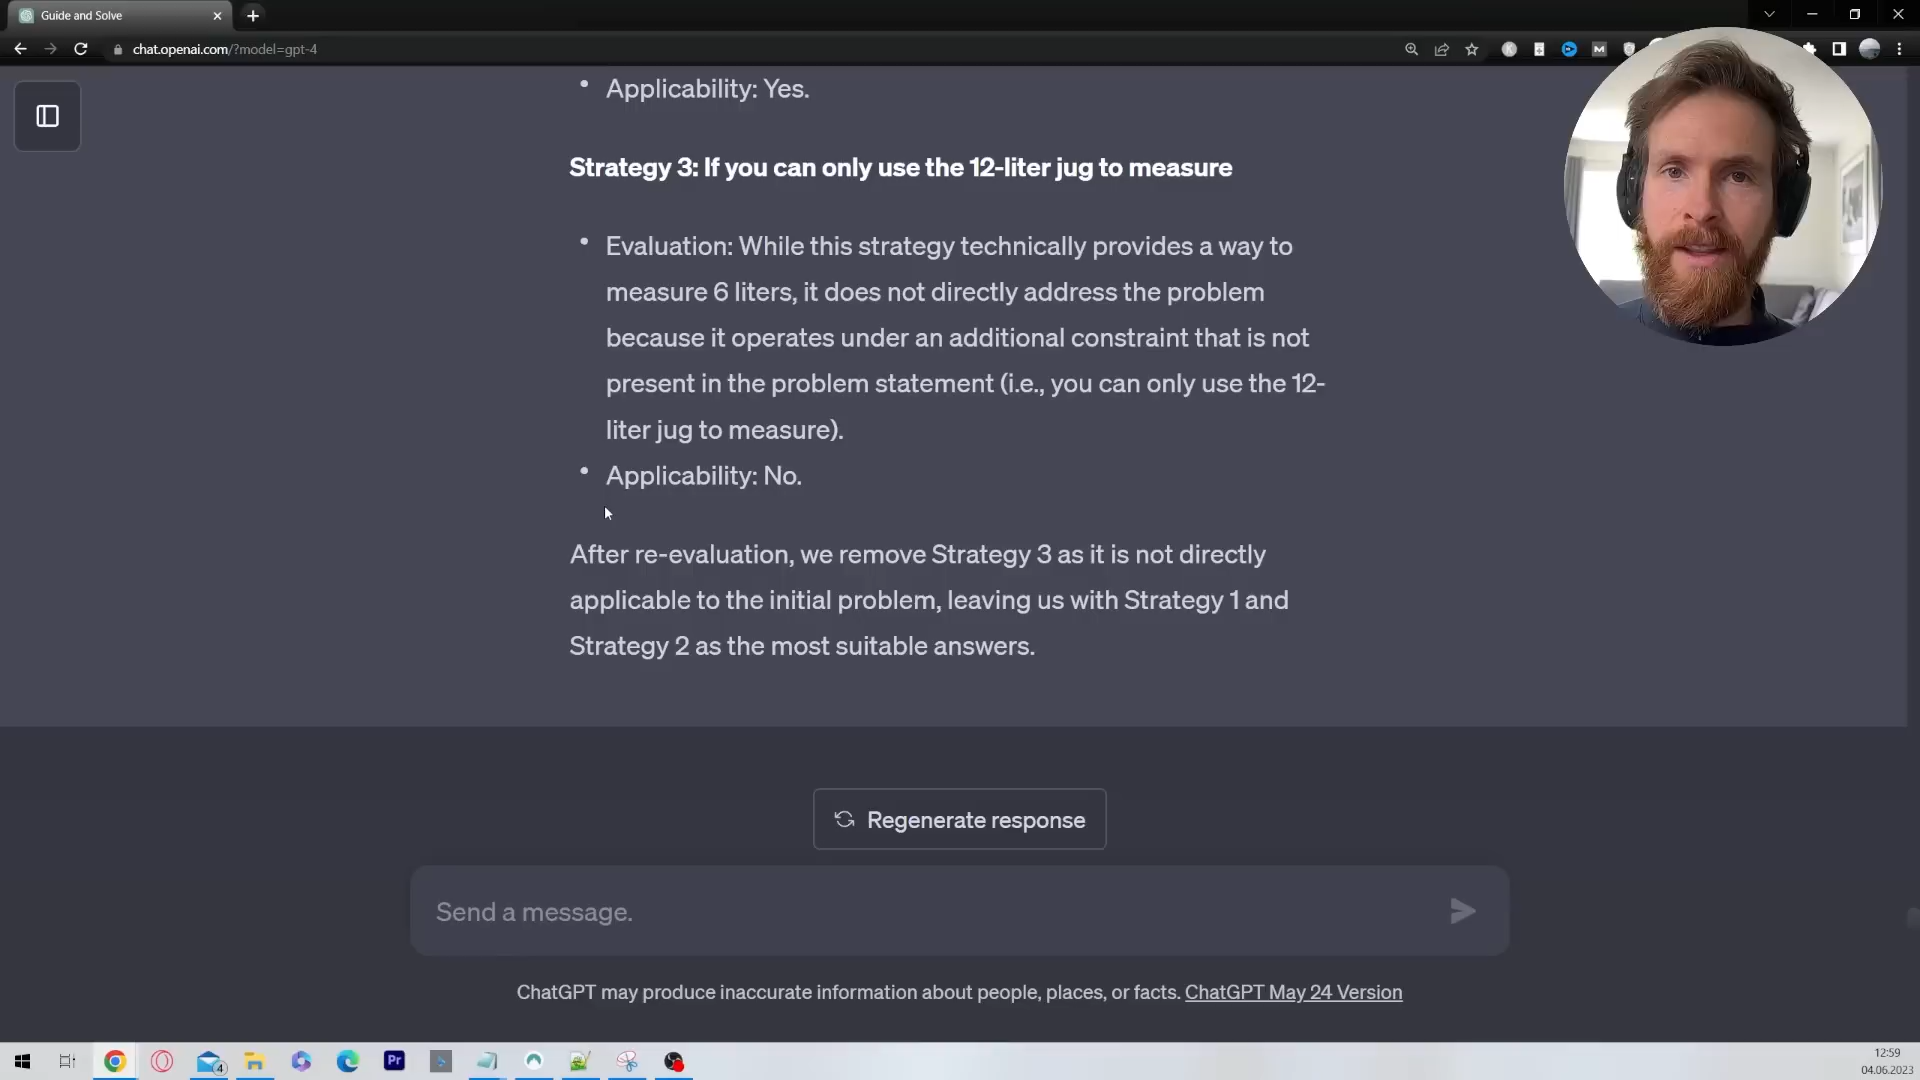 Guide and Solve
chat.openai.com/?model=gpt-4
Applicability: Yes.
Strategy 3: If you can only use the 12-liter jug to measure
Evaluation: While this strategy technically provides a way to
measure 6 liters, it does not directly address the problem
because it operates under an additional constraint that is not
present in the problem statement (i.e., you can only use the 12-
liter jug to measure).
Applicability: No.
After re-evaluation, we remove Strategy 3 as it is not directly
applicable to the initial problem, leaving us with Strategy 1 and
Strategy 2 as the most suitable answers.
Regenerate response
Send a message.
ChatGPT may produce inaccurate information about people, places, or facts. ChatGPT May 24 Version
4
Pr
12:59
04.06.2023